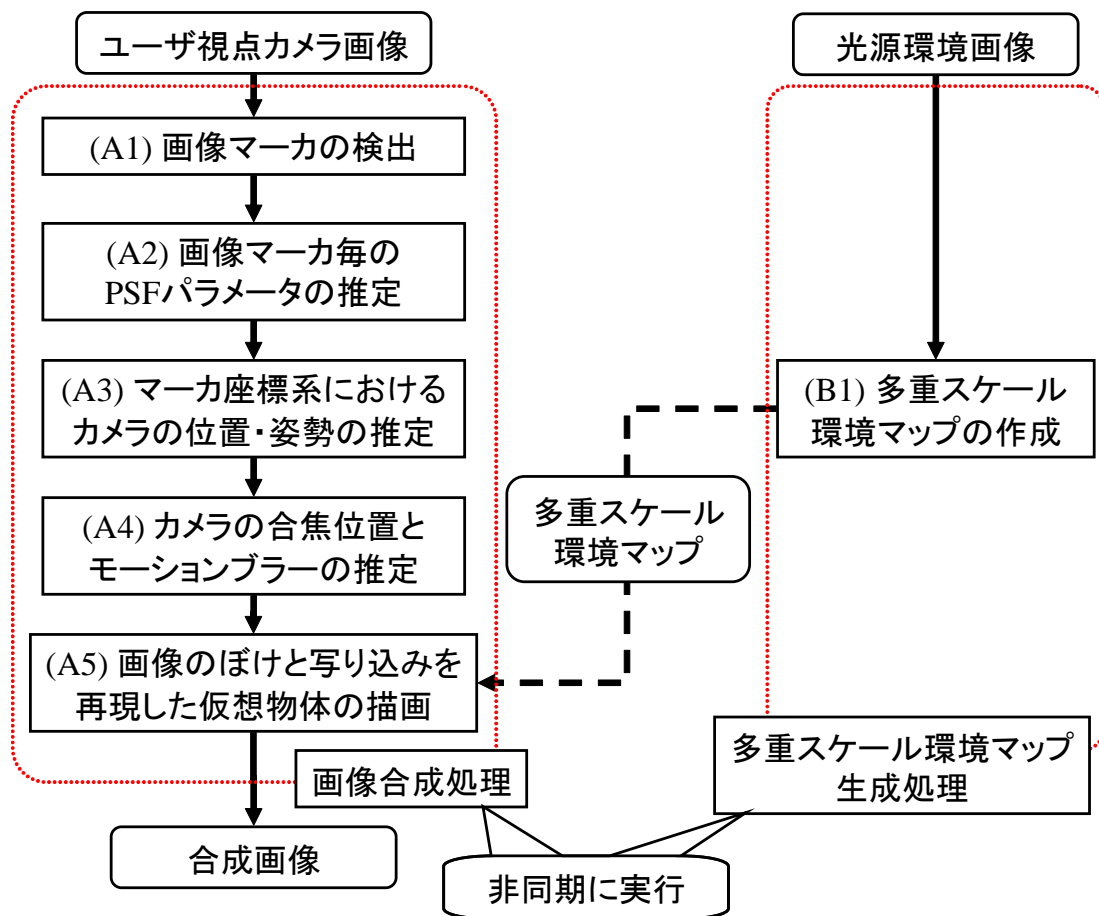 ユーザ視点カメラ画像
(A1) 画像マーカの検出
(A2) 画像マーカ毎の
PSFパラメータの推定
(A3) マーカ座標系における
カメラの位置・姿勢の推定
(A4) カメラの合焦位置と
モーションブラーの推定
(A5) 画像のぼけと写り込みを
再現した仮想物体の描画
画像合成処理
合成画像
光源環境画像
(B1) 多重スケール
環境マップの作成
多重スケール
環境マップ
多重スケール環境マップ
生成処理
非同期に実行